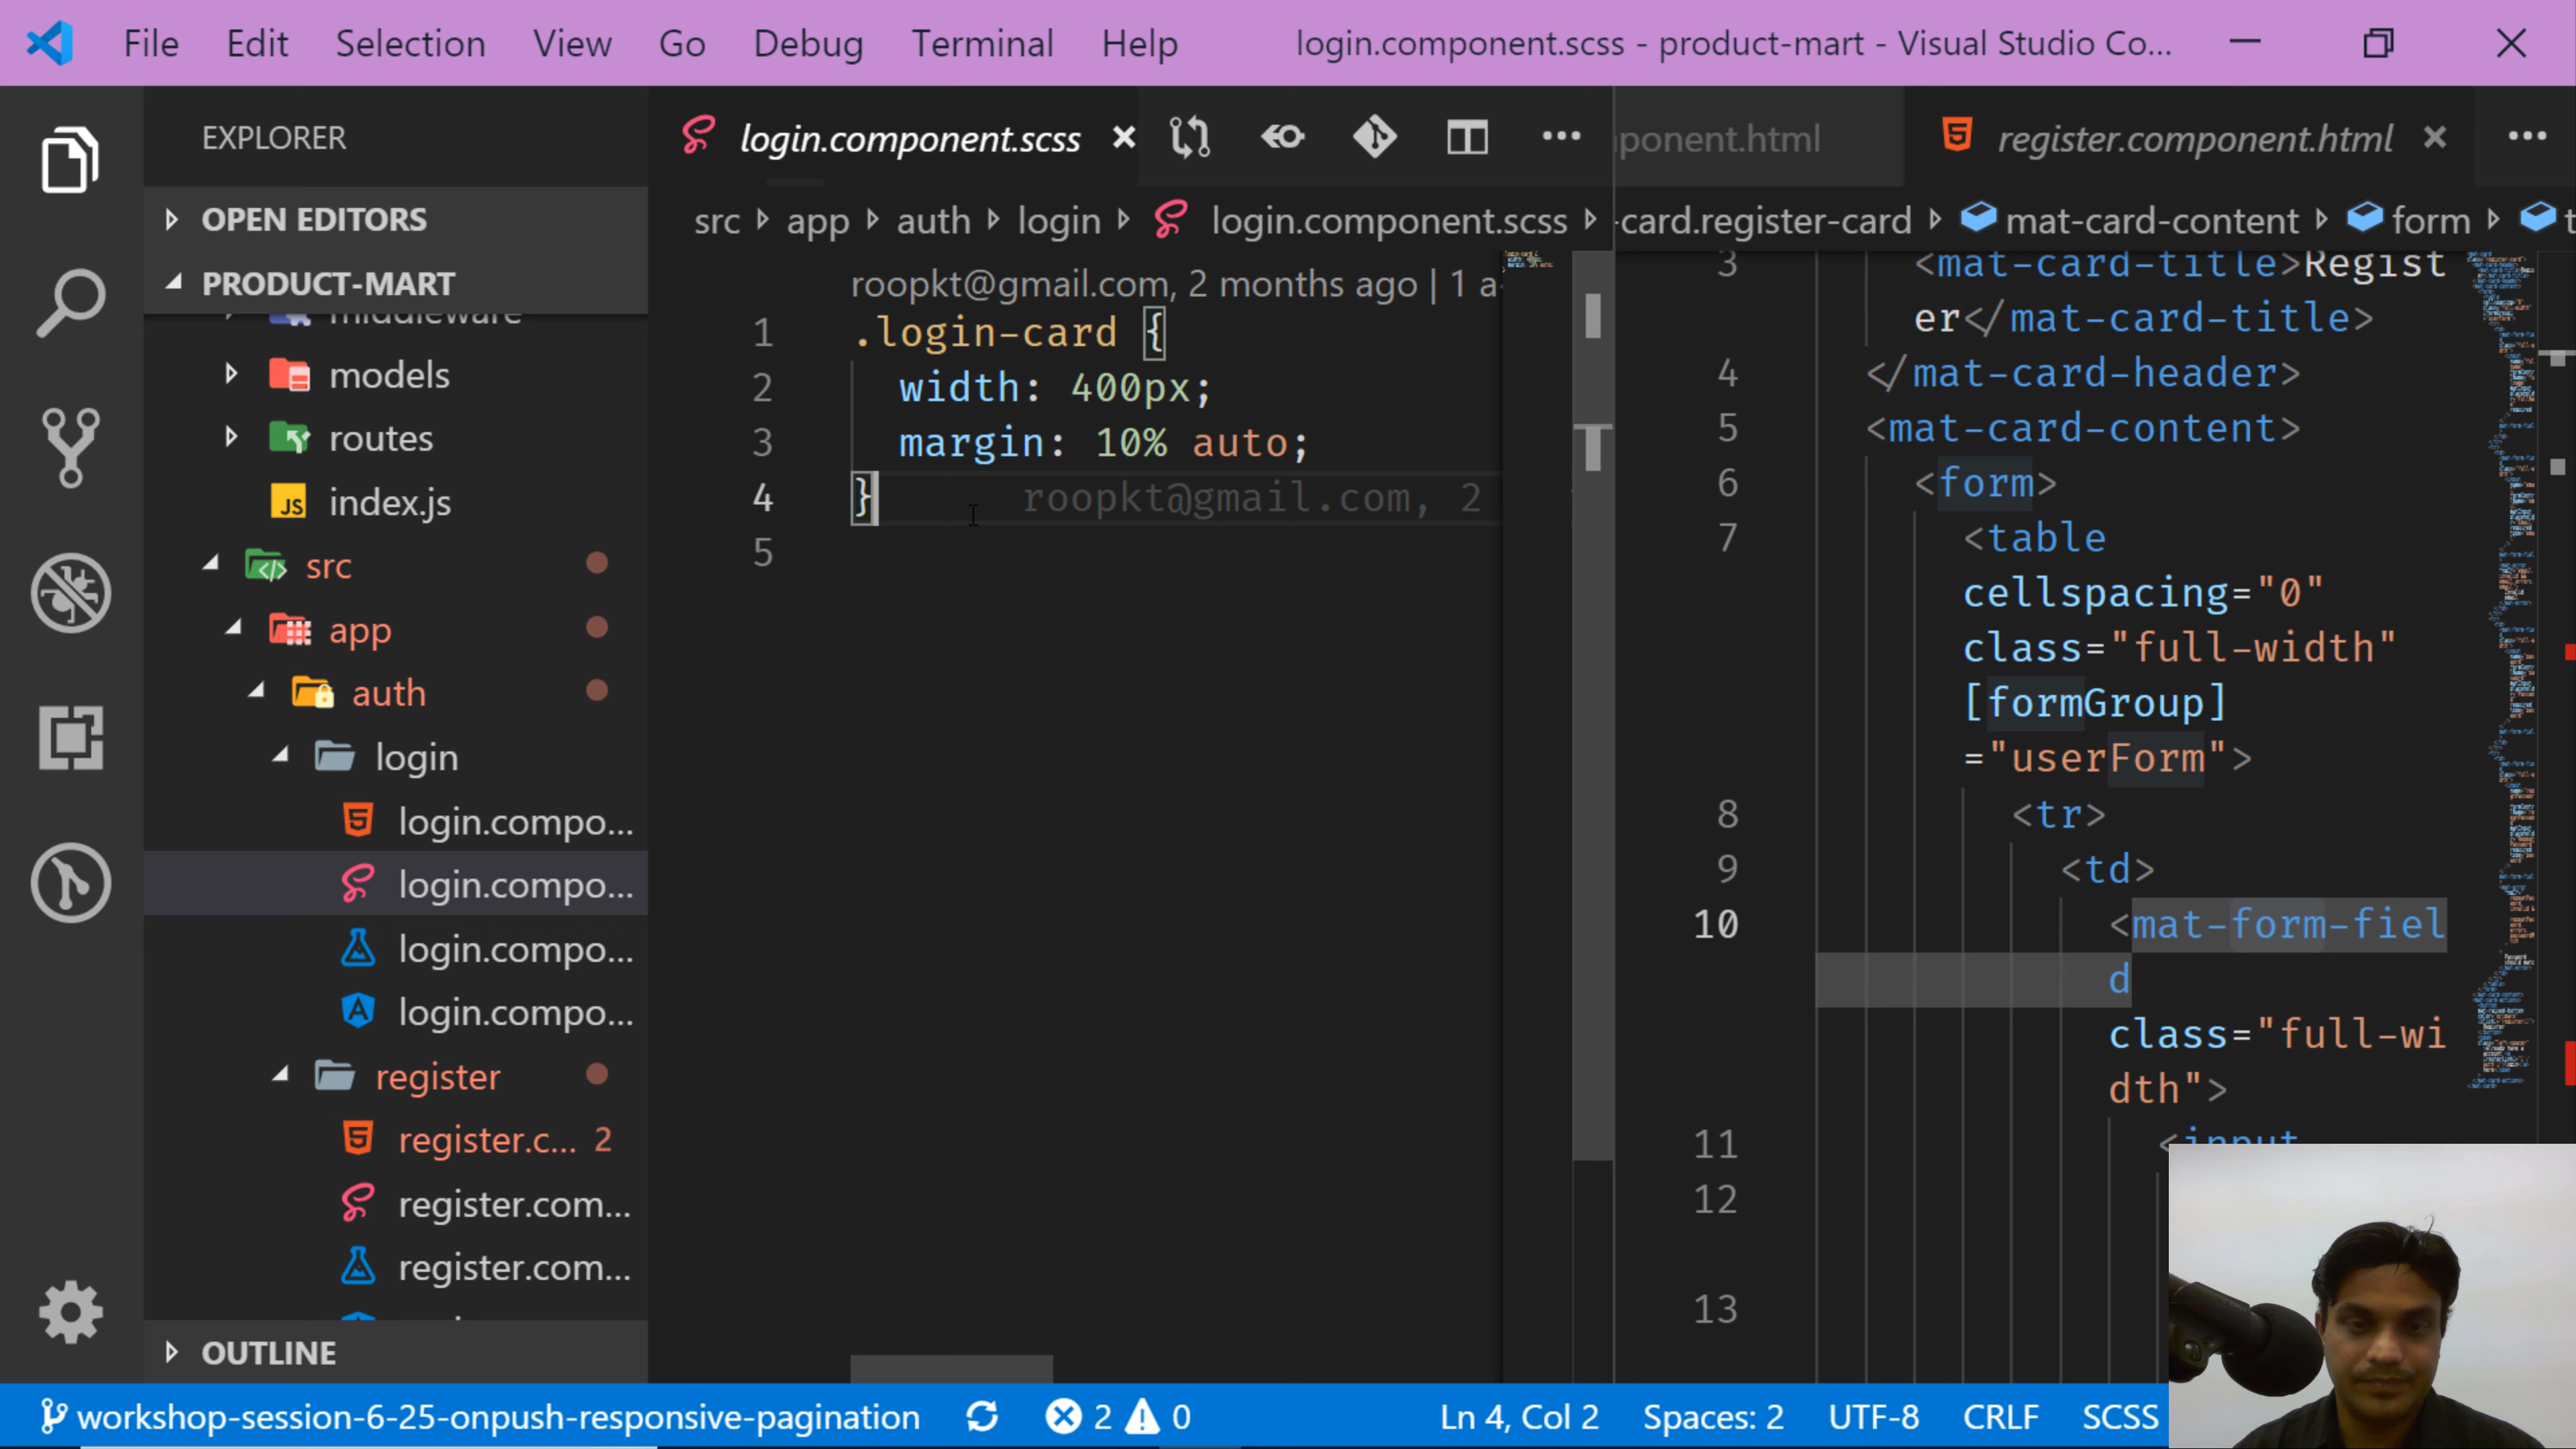 File Edit Selection View Go Debug Terminal Help login.component.scss - product-mart - Visual Studio Co...
EXPLORER
OPEN EDITORS
PRODUCT-MART
middleware
models
routes
JS index.js
src
app
auth
login
login.compo...
login.compo...
login.compo...
login.compo...
register
register.c... 2
register.com...
register.com...
OUTLINE
login.component.scss
src app auth login login.component.scss
roopkt@gmail.com, 2 months ago | 1 a
1 .login-card {
2 width: 400px;
3 margin: 10% auto;
4 } roopkt@gmail.com, 2
5
ponent.html register.component.html
-card.register-card mat-card-content form t
3 <mat-card-title>Regist
er</mat-card-title>
4 </mat-card-header>
5 <mat-card-content>
6 <form>
7 <table
cellspacing="0"
class="full-width"
[formGroup]
="userForm">
8 <tr>
9 <td>
10 <mat-form-fiel
d
class="full-wi
dth">
11 <input
12
13
workshop-session-6-25-onpush-responsive-pagination 2 0 Ln 4, Col 2 Spaces: 2 UTF-8 CRLF SCSS